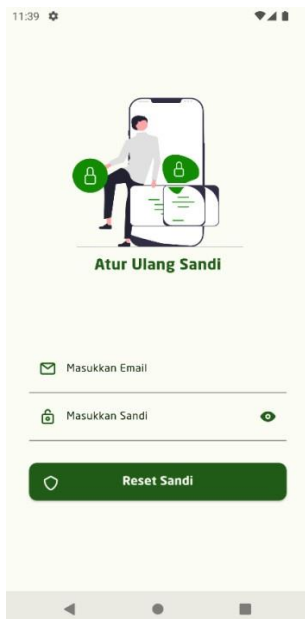 11:39
Atur Ulang Sandi
Masukkan Email
Masukkan Sandi
Reset Sandi